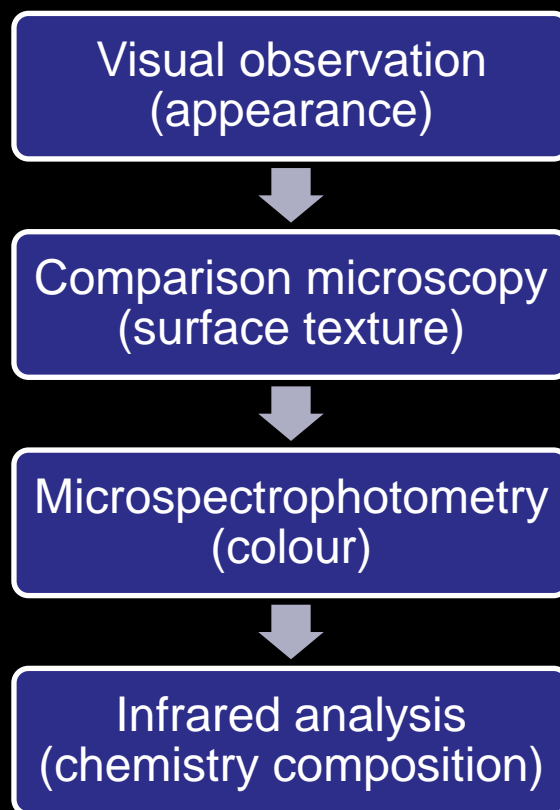 Visual observation
(appearance)
Comparison microscopy
(surface texture)
Microspectrophotometry
(colour)
Infrared analysis
(chemistry composition)